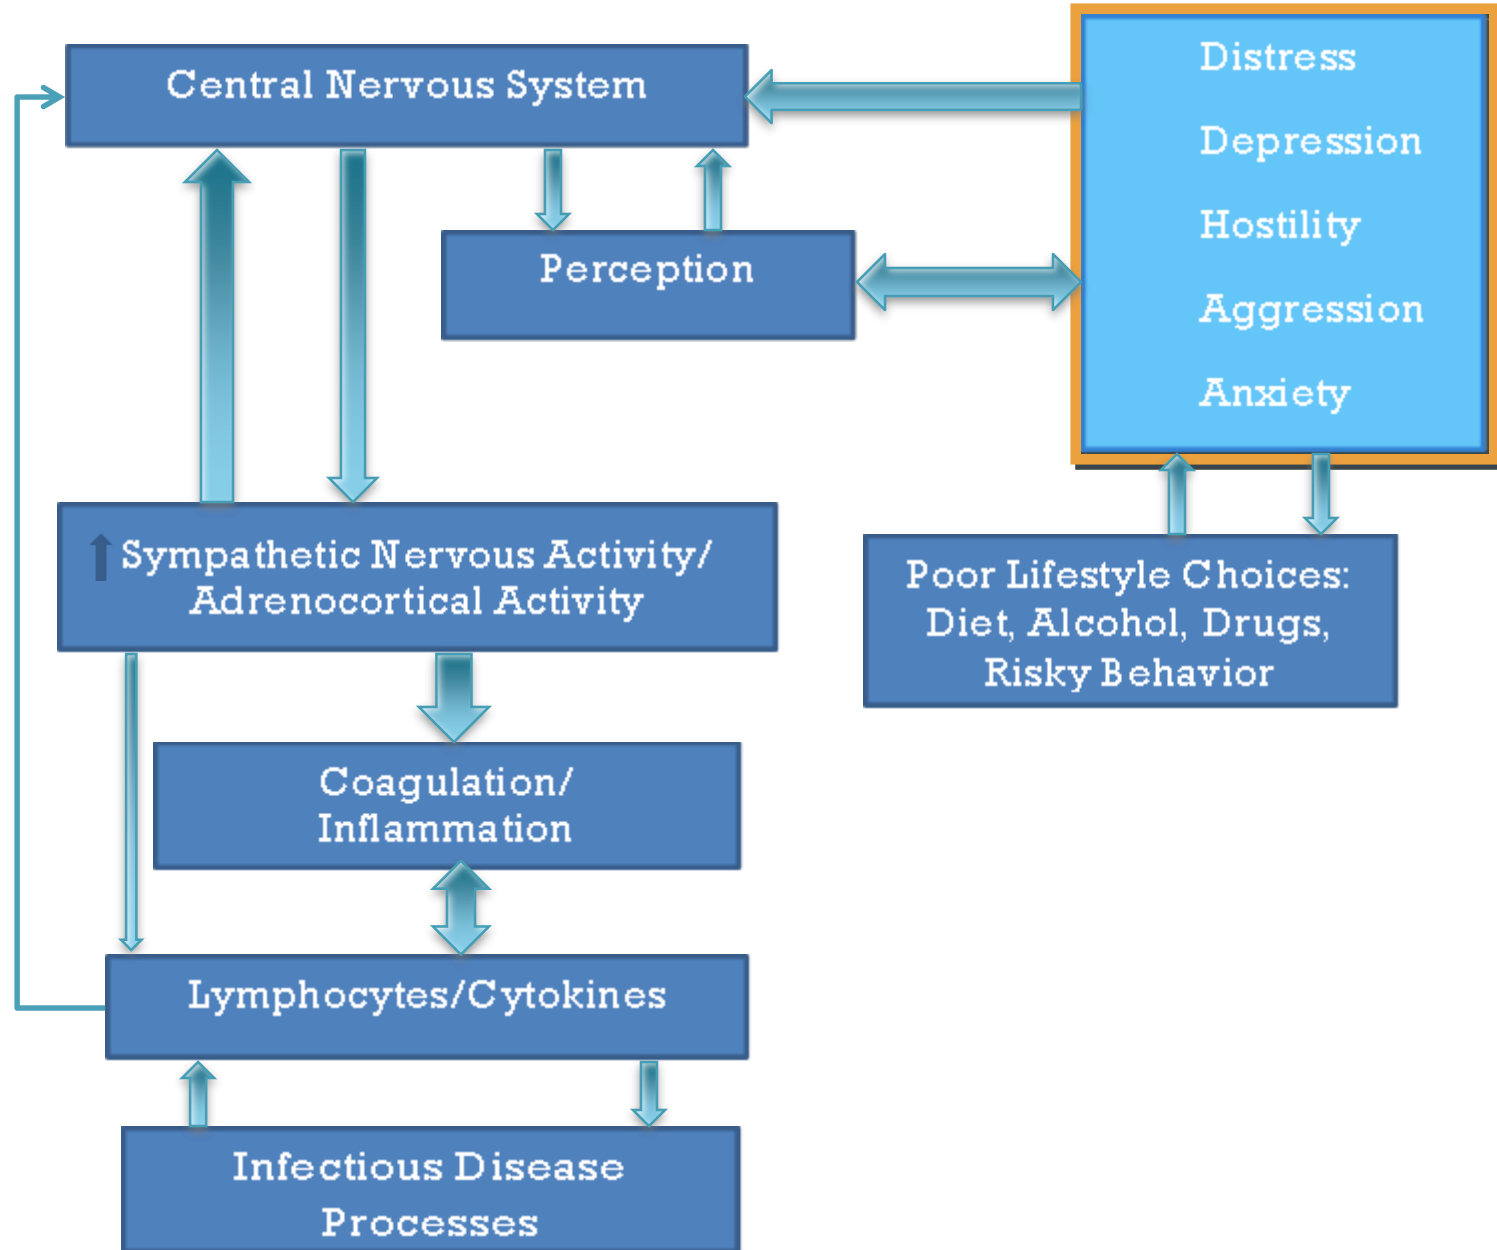 Central Nervous System
Distress
Depression
Hostility
Aggression
Anxiety
Perception
Sympathetic Nervous Activity/
Adrenocortical Activity
Poor Lifestyle Choices:
Diet, Alcohol, Drugs,
Risky Behavior
Coagulation/
Inflammation
Lymphocytes/Cytokines
Infectious Disease
Processes